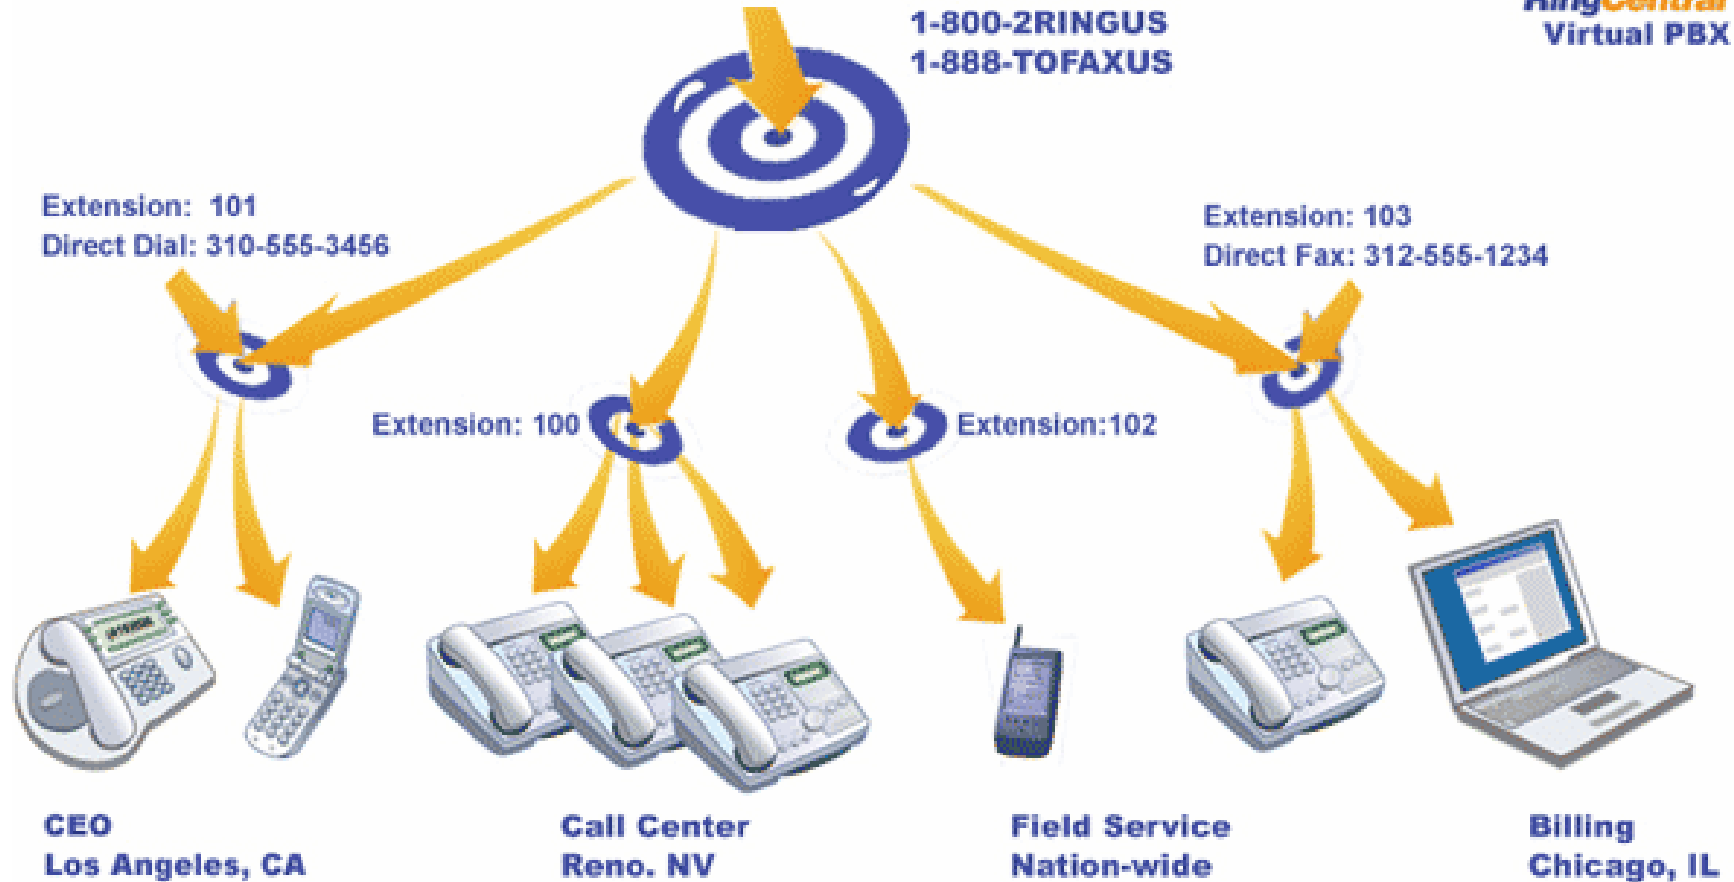 1-800-2RINGUS
1-888-TOFAXUS
RingCentral
Virtual PBX
Extension: 101
Direct Dial: 310-555-3456
Extension: 103
Direct Fax: 312-555-1234
Extension: 100
Extension:102
CEO
Los Angeles, CA
Call Center
Reno. NV
Field Service
Nation-wide
Billing
Chicago, IL